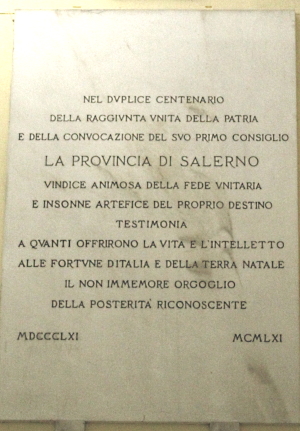 NEL DVPLICE CENTENARIO
DELLA RAGGIVNTA VNITA DELLA PATRIA
E DELLA CONVOCAZIONE DEL SVO PRIMO CONSIGLIO
LA PROVINCIA DI SALERNO
VINDICE ANIMOSA DELLA FEDE VNITARIA
E INSONNE ARTEFICE DEL PROPRIO DESTINO
TESTIMONIA
A QVANTI OFFRIRONO LA VITA E L'INTELLETTO
ALLE FORTVNE D'ITALIA E DELLA TERRA NATALE
IL NON IMMEMORE ORGOGLIO
DELLA POSTERITÀ RICONOSCENTE
MDCCCLXI MCMLXI